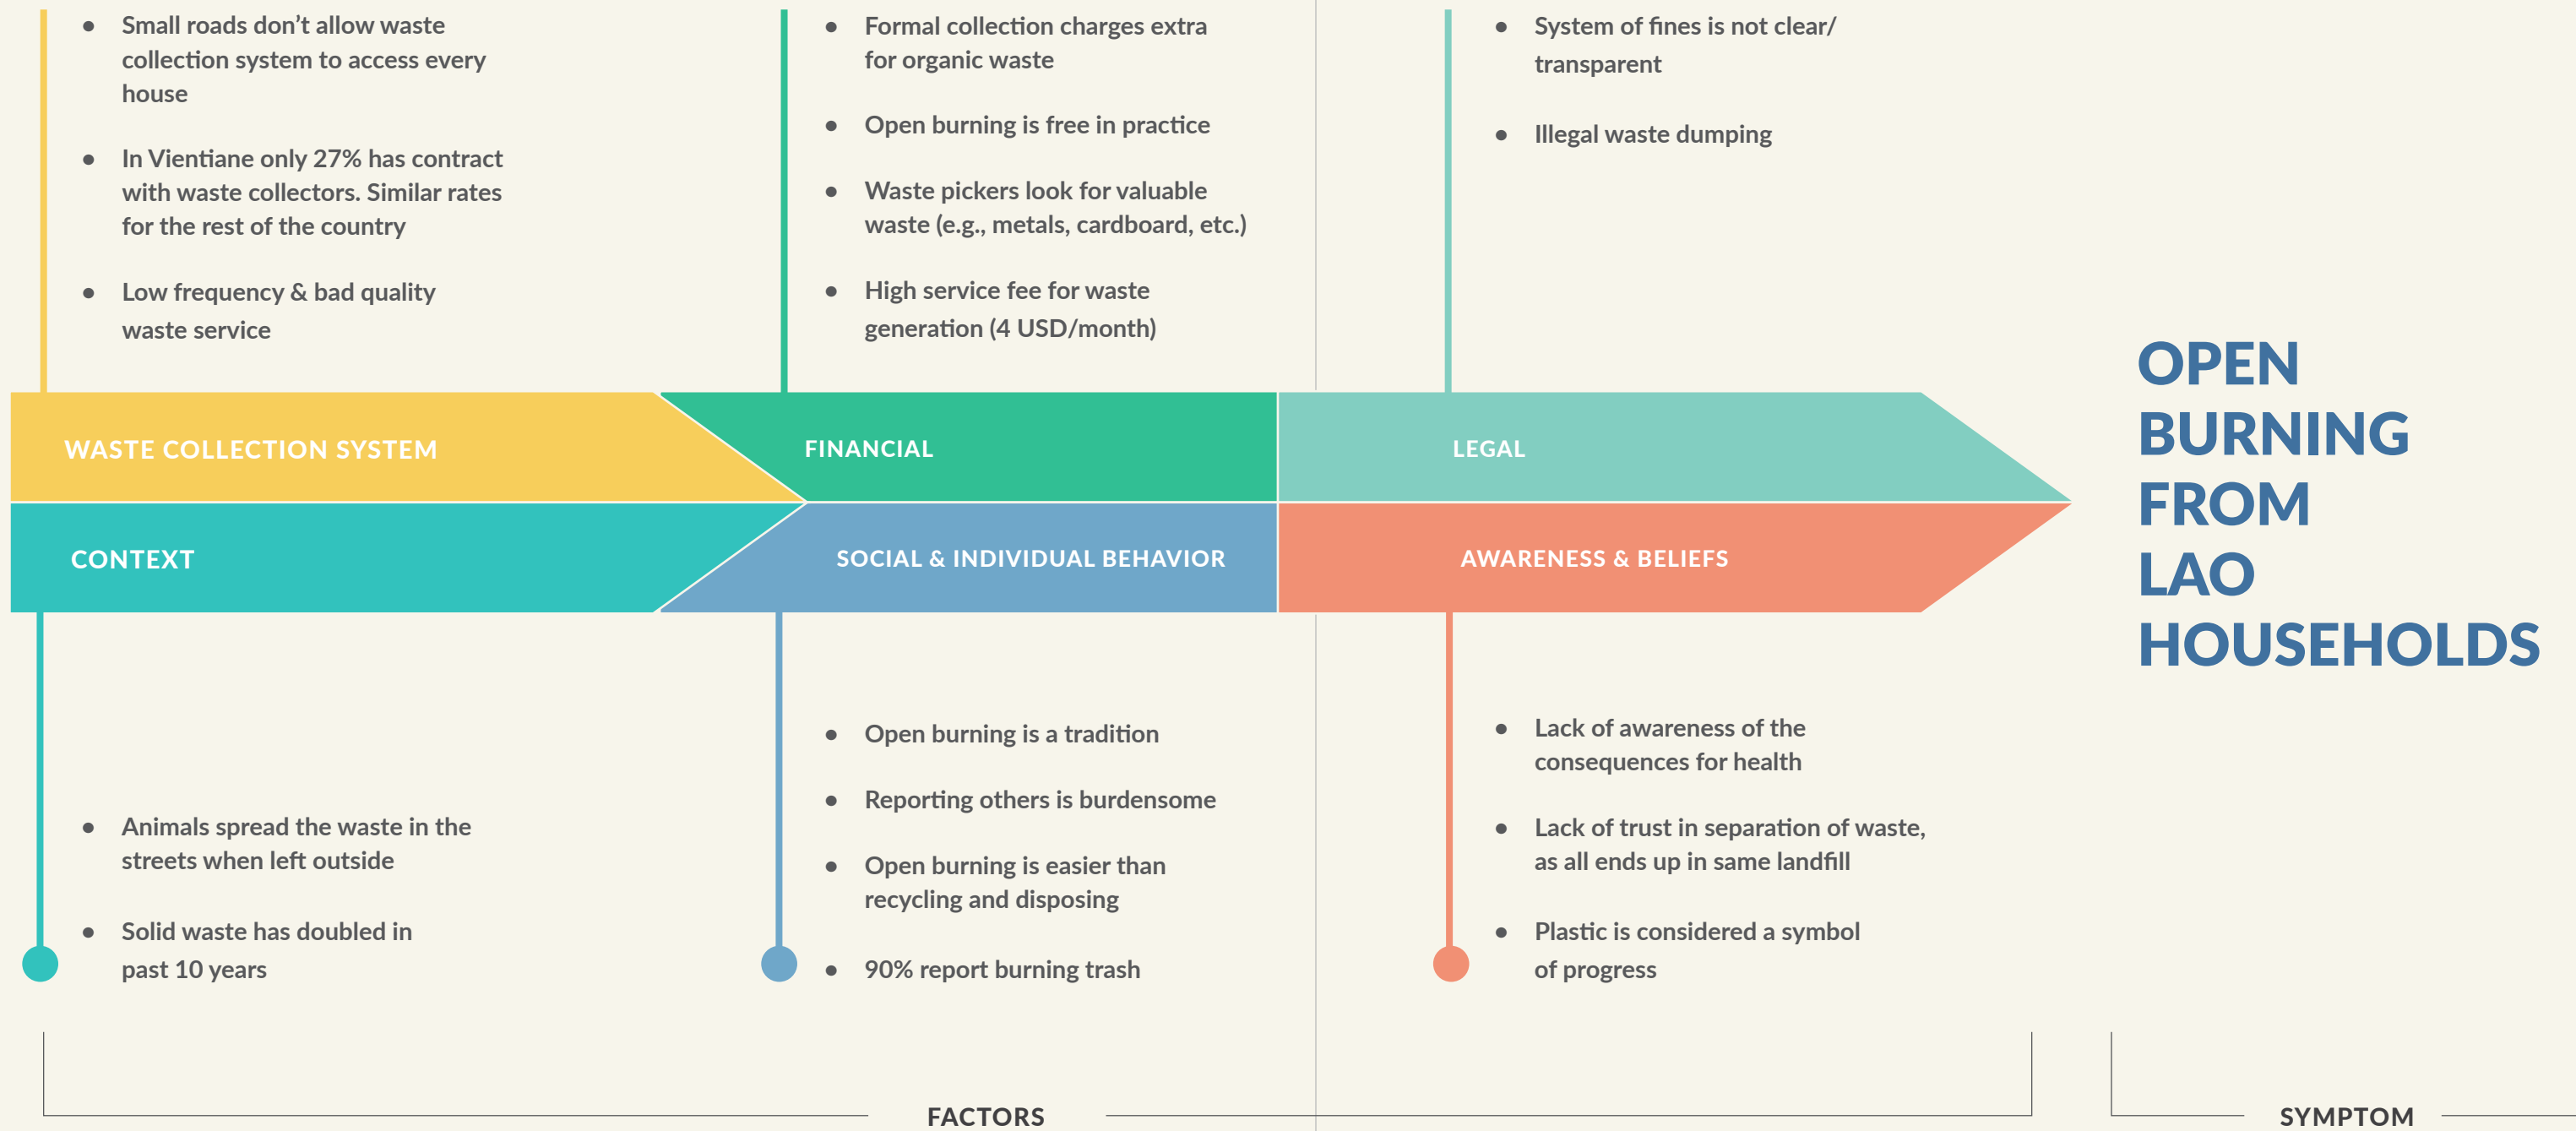 ● Small roads don’t allow waste
collection system to access every
house
● In Vientiane only 27% has contract
with waste collectors. Similar rates
for the rest of the country
● Low frequency & bad quality
waste service
● Formal collection charges extra
for organic waste
● Open burning is free in practice
● Waste pickers look for valuable
waste (e.g., metals, cardboard, etc.)
● High service fee for waste
generation (4 USD/month)
● System of fines is not clear/
transparent
● Illegal waste dumping
WASTE COLLECTION SYSTEM
FINANCIAL
LEGAL
CONTEXT
SOCIAL & INDIVIDUAL BEHAVIOR
AWARENESS & BELIEFS
OPEN
BURNING
FROM
LAO
HOUSEHOLDS
● Animals spread the waste in the
streets when left outside
● Solid waste has doubled in
past 10 years
● Open burning is a tradition
● Reporting others is burdensome
● Open burning is easier than
recycling and disposing
● 90% report burning trash
● Lack of awareness of the
consequences for health
● Lack of trust in separation of waste,
as all ends up in same landfill
● Plastic is considered a symbol
of progress
FACTORS
SYMPTOM